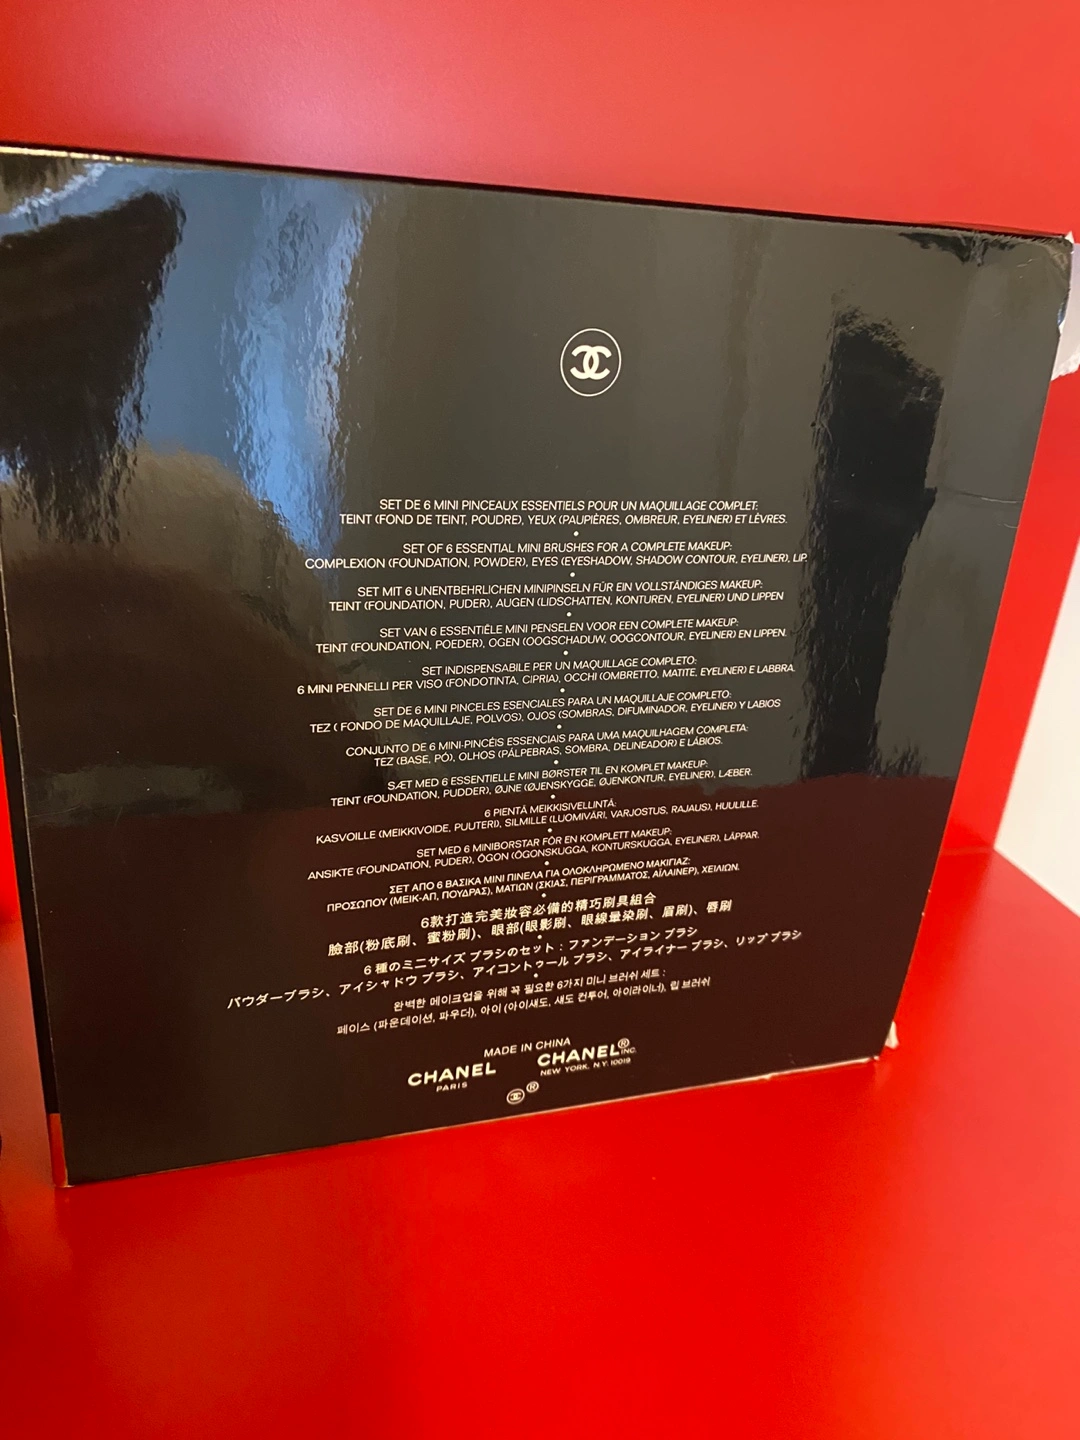 SET DE 6 MINI PINCEAUX ESSENTIELS POUR UN MAQUILLAGE COMPLET:
TEINT (FOND DE TEINT, POUDRE), YEUX (PAUPIÈRES, OMBREUR, EYELINER) ET LÈVRES.
SET OF 6 ESSENTIAL MINI BRUSHES FOR A COMPLETE MAKEUP:
COMPLEXION (FOUNDATION, POWDER), EYES (EYESHADOW, SHADOW CONTOUR, EYELINER), LIP.
SET MIT 6 UNENTBEHRLICHEN MINIPINSELN FÜR EIN VOLLSTÄNDIGES MAKEUP:
TEINT (FOUNDATION, PUDER), AUGEN (LIDSCHATTEN, KONTUREN, EYELINER) UND LIPPEN
SET VAN 6 ESSENTIËLE MINI PENSELEN VOOR EEN COMPLETE MAKEUP:
TEINT (FOUNDATION, POEDER), OGEN (OOGSCHADUW, OOGCONTOUR, EYELINER) EN LIPPEN.
SET INDISPENSABILE PER UN MAQUILLAGE COMPLETO:
6 MINI PENNELLI PER VISO (FONDOTINTA, CIPRIA), OCCHI (OMBRETTO, MATITE, EYELINER) E LABBRA.
SET DE 6 MINI PINCELES ESENCIALES PARA UN MAQUILLAJE COMPLETO:
TEZ ( FONDO DE MAQUILLAJE, POLVOS), OJOS (SOMBRAS, DIFUMINADOR, EYELINER) Y LABIOS
CONJUNTO DE 6 MINI-PINCÉIS ESSENCIAIS PARA UMA MAQUILHAGEM COMPLETA:
TEZ (BASE, PÓ), OLHOS (PÁLPEBRAS, SOMBRA, DELINEADOR) E LÁBIOS.
SÆT MED 6 ESSENTIELLE MINI BØRSTER TIL EN KOMPLET MAKEUP:
TEINT (FOUNDATION, PUDDER), ØJNE (ØJENSKYGGE, ØJENKONTUR, EYELINER), LÆBER.
6 PIENTÄ MEIKKISIVELLINTÄ:
KASVOILLE (MEIKKIVOIDE, PUUTERI), SILMILLE (LUOMIVÄRI, VARJOSTUS, RAJAUS), HUULILLE.
SET MED 6 MINIBORSTAR FÖR EN KOMPLETT MAKEUP:
ANSIKTE (FOUNDATION, PUDER), ÖGON (ÖGONSKUGGA, KONTURSKUGGA, EYELINER), LÄPPAR.
ΣΕΤ ΑΠΟ 6 ΒΑΣΙΚΑ ΜΙΝΙ ΠΙΝΕΛΑ ΓΙΑ ΟΛΟΚΛΗΡΩΜΕΝΟ ΜΑΚΙΓΙΑΖ:
ΠΡΟΣΩΠΟΥ (ΜΕΙΚ-ΑΠ, ΠΟΥΔΡΑΣ), ΜΑΤΙΩΝ (ΣΚΙΑΣ, ΠΕΡΙΓΡΑΜΜΑΤΟΣ, ΑΪΛΑΙΝΕΡ), ΧΕΙΛΙΩΝ.
6款打造完美妝容必備的精巧刷具組合
臉部(粉底刷、蜜粉刷)、眼部(眼影刷、眼線暈染刷、眉刷)、唇刷
6 種のミニサイズ ブラシのセット : ファンデーション ブラシ
パウダーブラシ、アイシャドウ ブラシ、アイコントゥール ブラシ、アイライナー ブラシ、リップ ブラシ
완벽한 메이크업을 위해 꼭 필요한 6가지 미니 브러쉬 세트 :
페이스 (파운데이션, 파우더), 아이 (아이섀도, 섀도 컨투어, 아이라이너), 립 브러쉬
MADE IN CHINA
CHANEL CHANEL® INC.
PARIS NEW YORK, N.Y. 10019
®